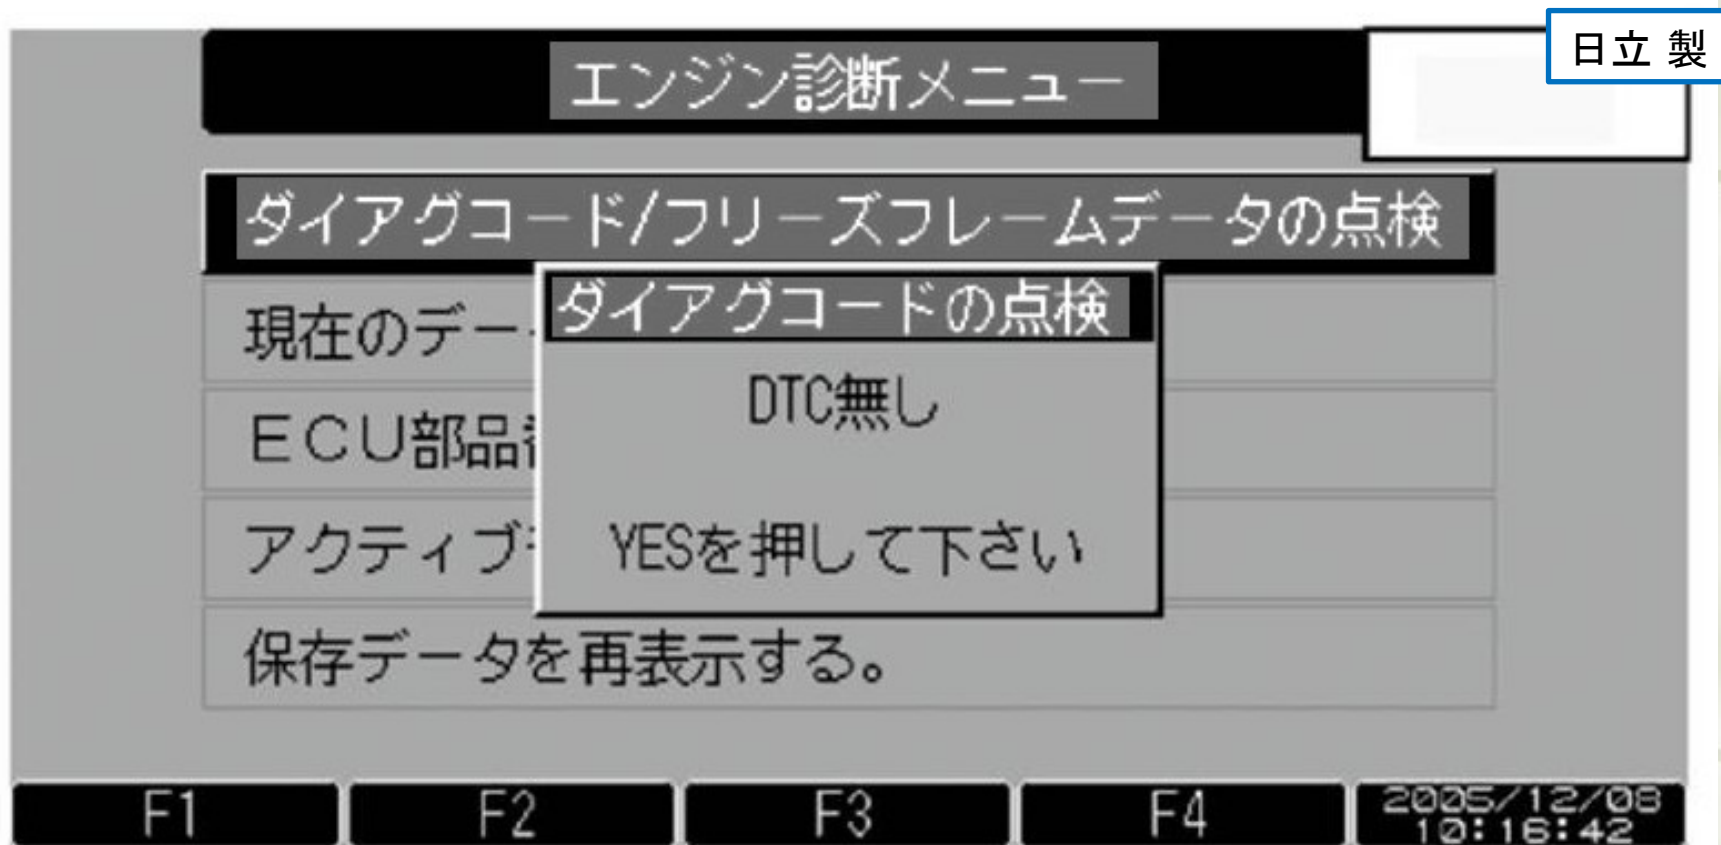 日立 製
エンジン診断メニュー
ダイアグコード/フリーズフレームデータの点検
現在のデー
ダイアグコードの点検
DTC無し
ECU部品
アクティブ
YESを押して下さい
保存データを再表示する。
F1 F2 F3 F4 2005/12/08
10:16:42